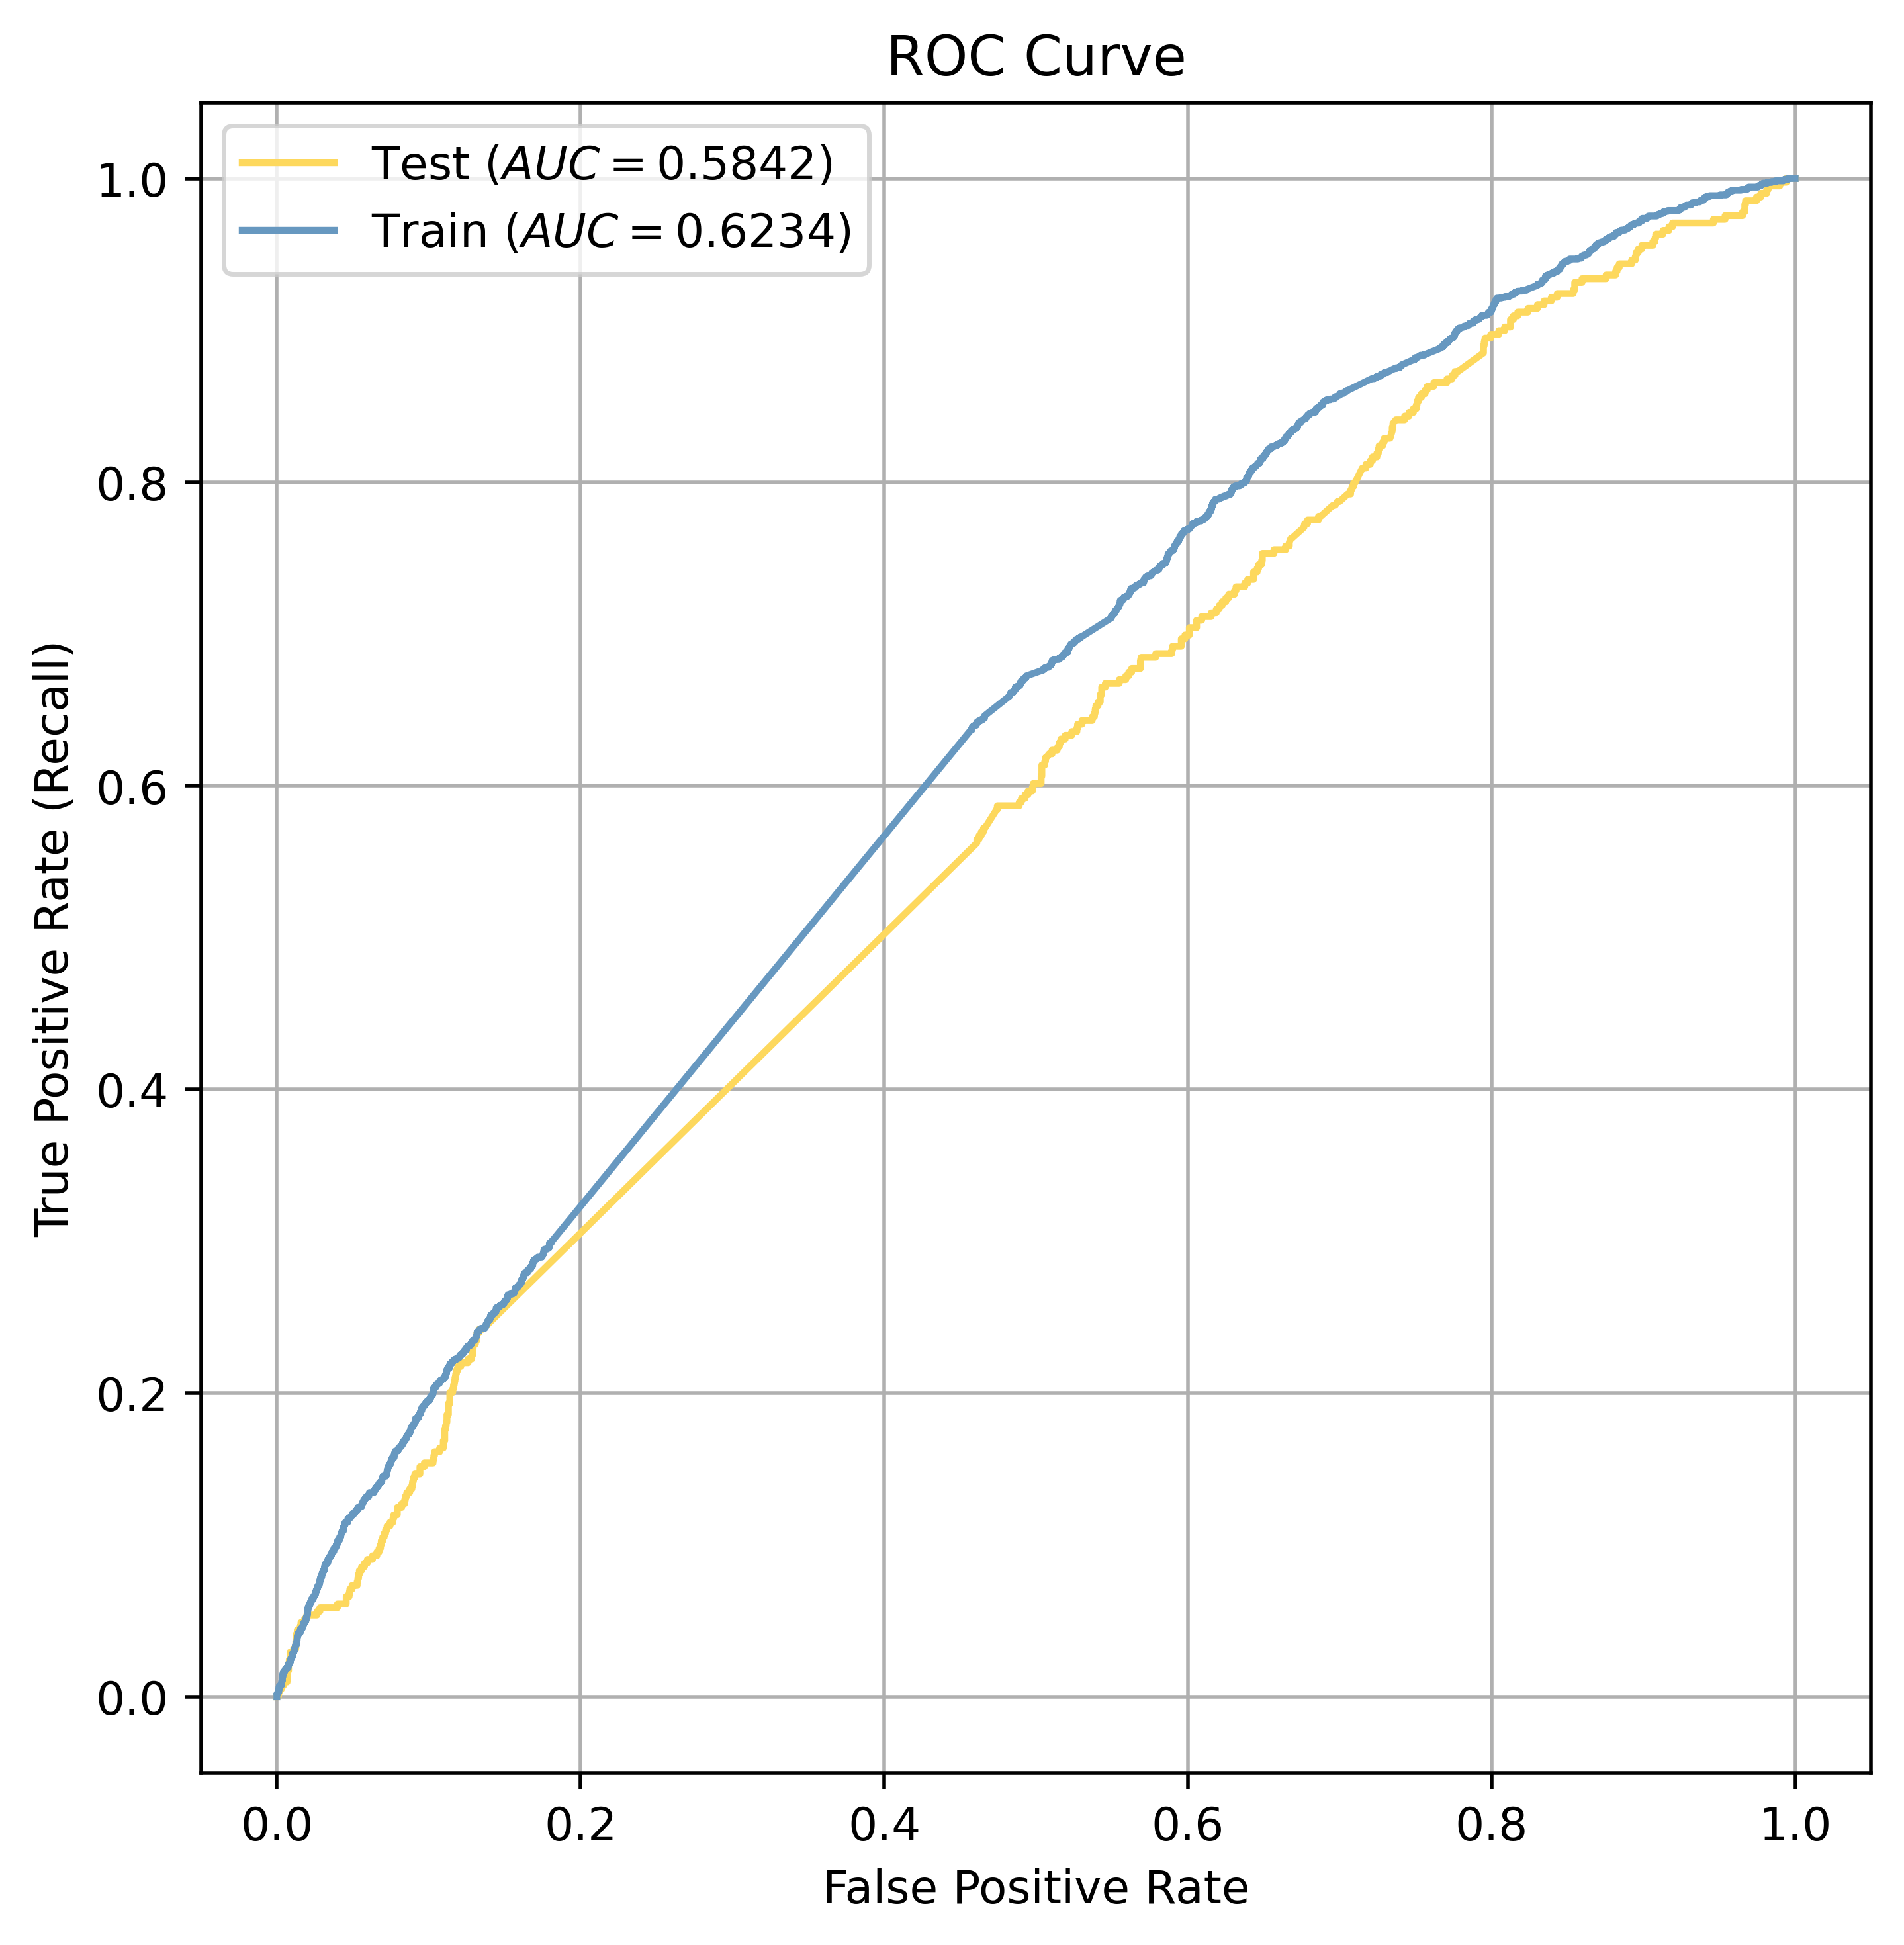 ROC Curve
Test (AUC = 0.5842)
Train (AUC = 0.6234)
True Positive Rate (Recall)
1.0
0.8
0.6
0.4
0.2
0.0
0.0 0.2 0.4 0.6 0.8 1.0
False Positive Rate